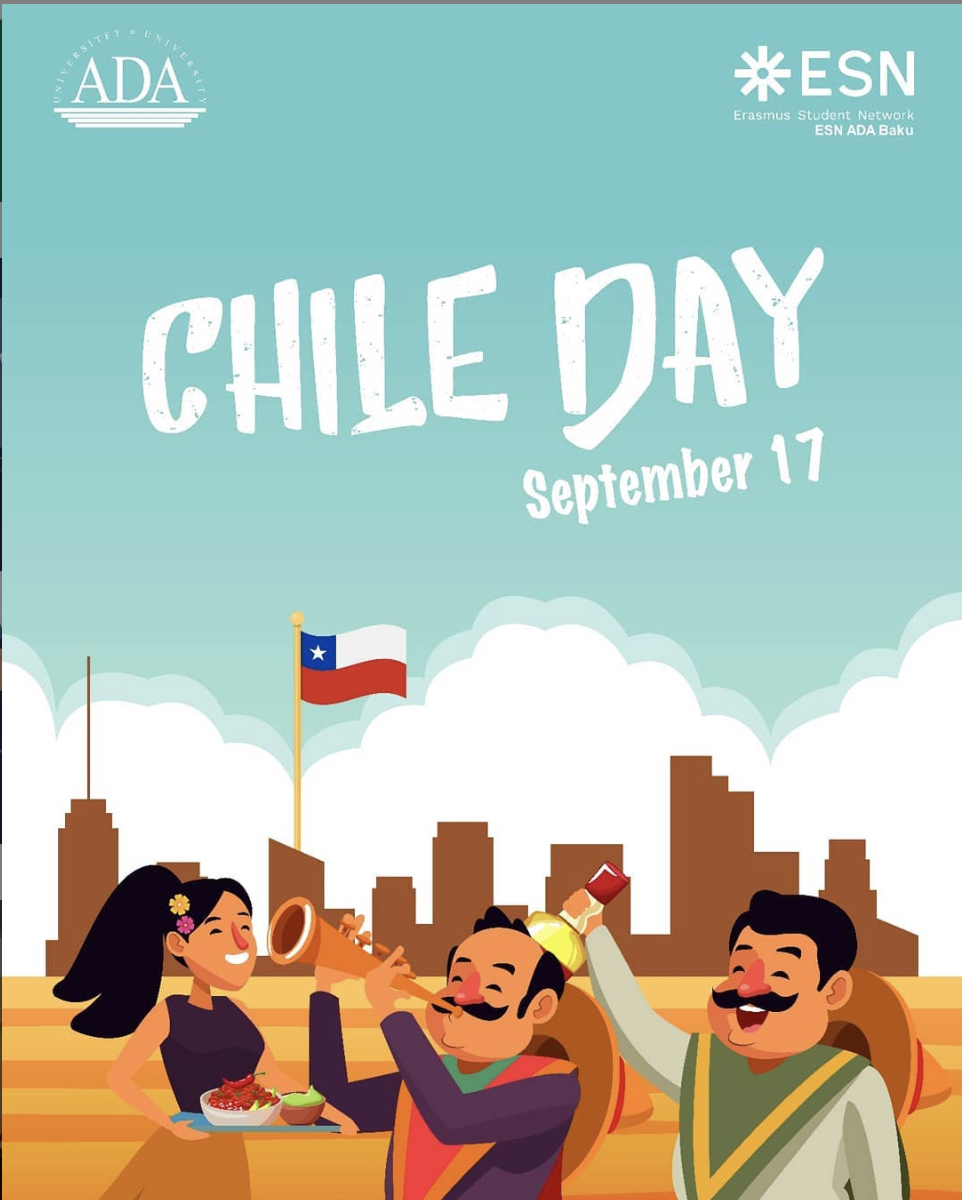 UNIVERSITET UNIVERSITY
ADA
ESN
Erasmus Student Network
ESN ADA Baku
CHILE DAY
September 17